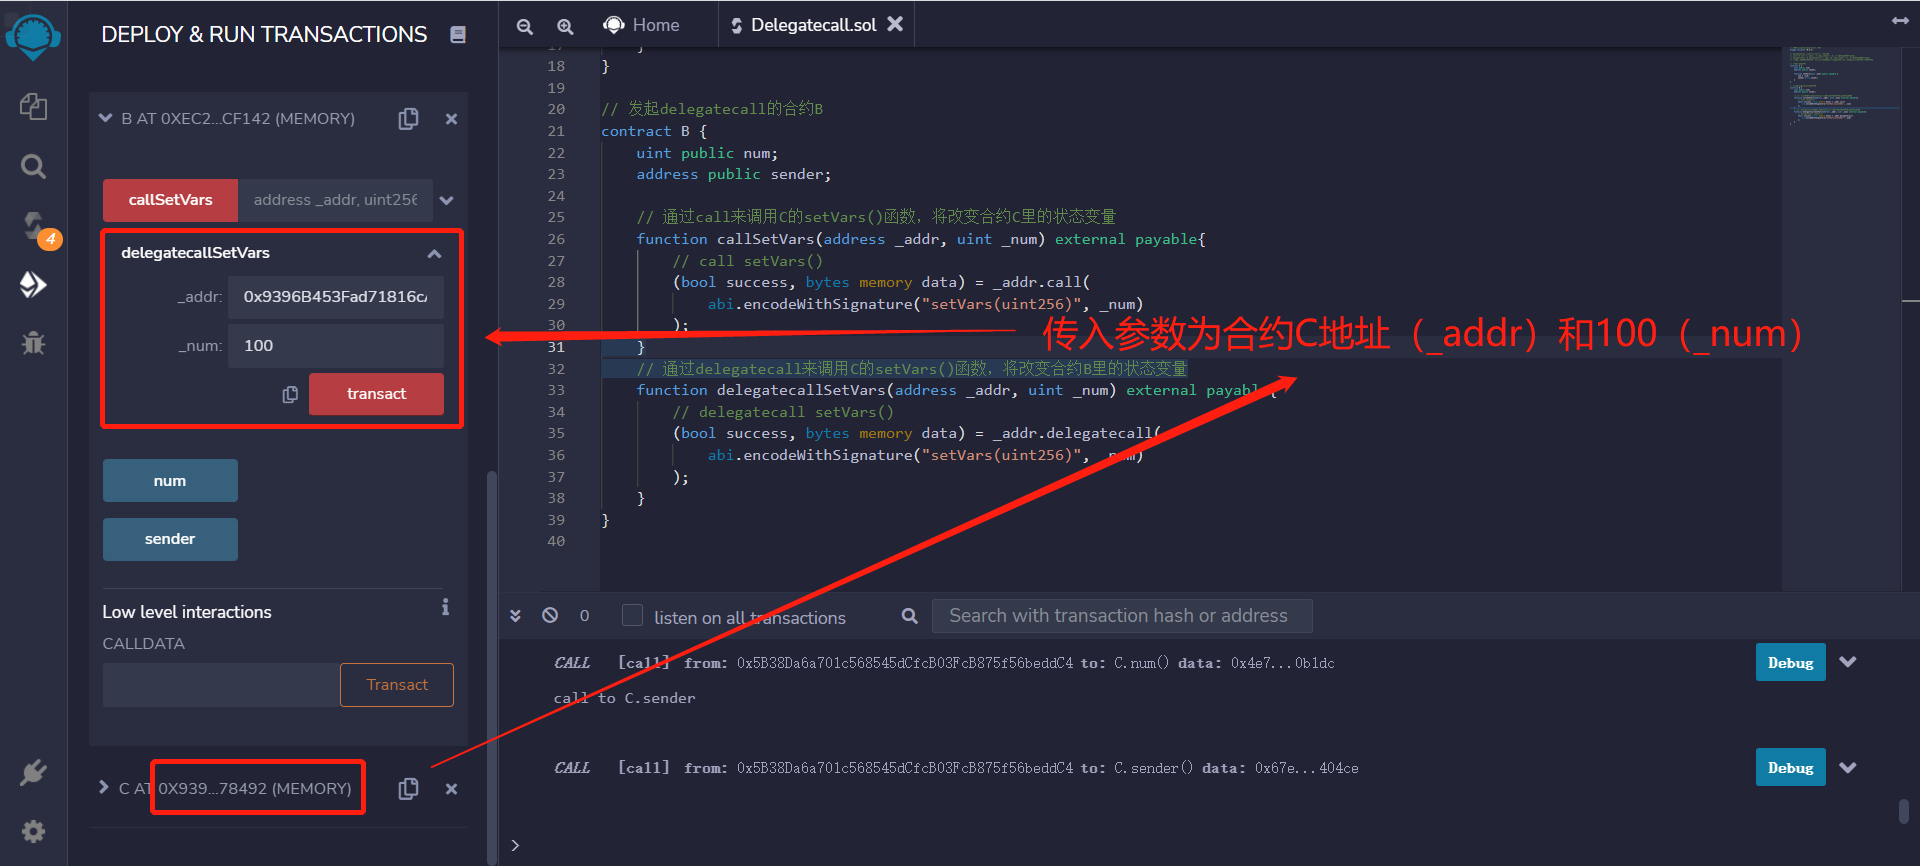 DEPLOY & RUN TRANSACTIONS
B AT 0XEC2...CF142 (MEMORY)
callSetVars
address _addr, uint256
4
delegatecallSetVars
_addr:
0x9396B453Fad71816cA
_num:
100
transact
num
sender
Low level interactions
i
CALLDATA
Transact
C AT 0X939...78492 (MEMORY)
Home
Delegatecall.sol
17 }
18 }
19
20 // 发起delegatecall的合约B
21 contract B {
22 uint public num;
23 address public sender;
24
25 // 通过call来调用C的setVars()函数，将改变合约C里的状态变量
26 function callSetVars(address _addr, uint _num) external payable{
27 // call setVars()
28 (bool success, bytes memory data) = _addr.call(
29 abi.encodeWithSignature("setVars(uint256)", _num)
30 );
31 }
32 // 通过delegatecall来调用C的setVars()函数，将改变合约B里的状态变量
33 function delegatecallSetVars(address _addr, uint _num) external payable{
34 // delegatecall setVars()
35 (bool success, bytes memory data) = _addr.delegatecall(
36 abi.encodeWithSignature("setVars(uint256)", _num)
37 );
38 }
39 }
40
传入参数为合约C地址（_addr）和100（_num）
0
listen on all transactions
Search with transaction hash or address
CALL [call] from: 0x5B38Da6a701c568545dCfcB03FcB875f56beddC4 to: C.num() data: 0x4e7...0b1dc
Debug
call to C.sender
CALL [call] from: 0x5B38Da6a701c568545dCfcB03FcB875f56beddC4 to: C.sender() data: 0x67e...404ce
Debug
>